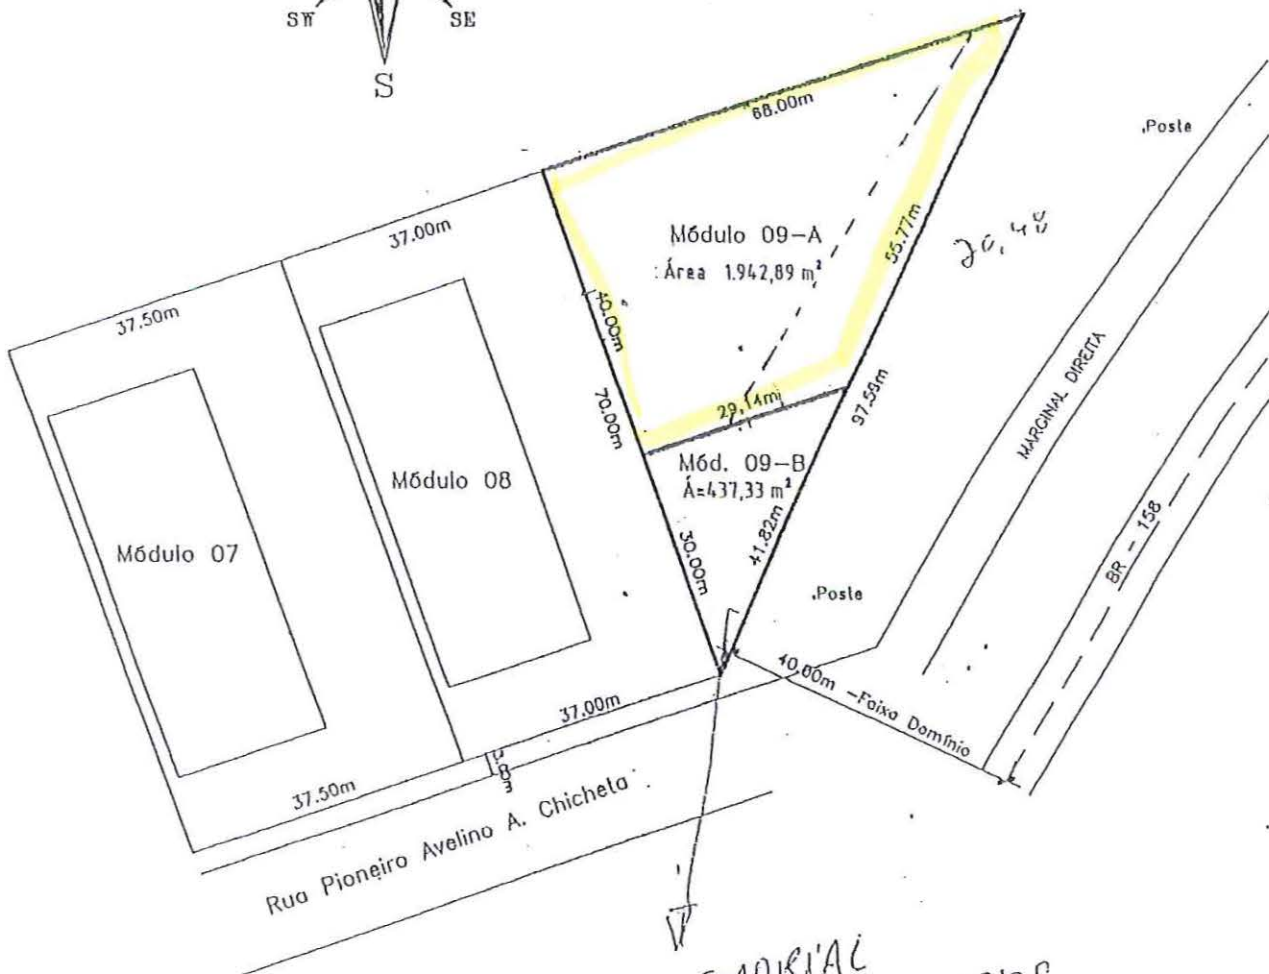 SW
SE
S
68.00m
.Poste
37.00m
Módulo 09-A
Área 1.942,89 m²
55.77m
20,48
37.50m
40.00m
MARGINAL DIREITA
70.00m
29,14m
97.59m
Módulo 08
Mód. 09-B
Á=437,33 m²
Módulo 07
30.00m
41.82m
BR - 158
.Poste
40.00m -Faixa Domínio
37.00m
37.50m
Rua Pioneiro Avelino A. Chicheta